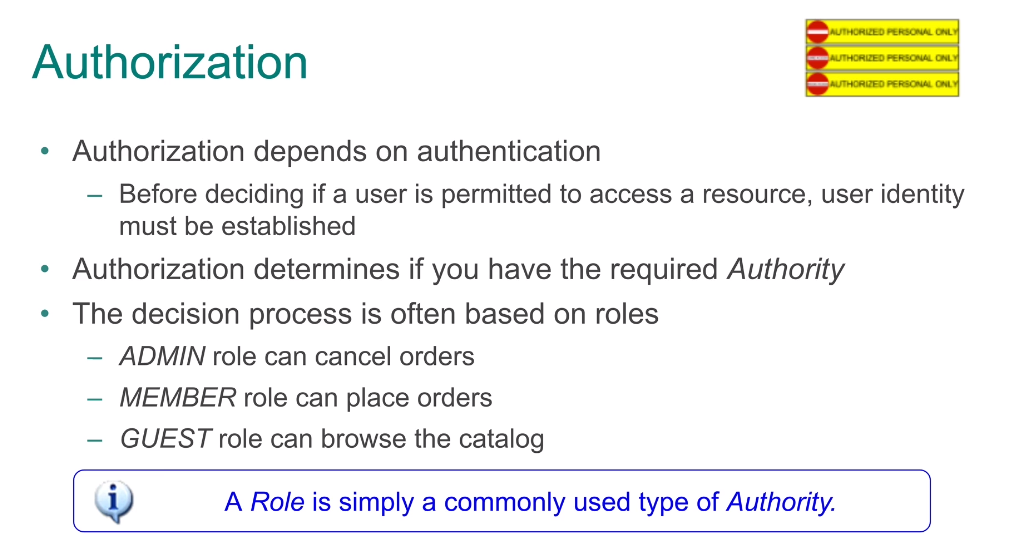 Authorization
AUTHORIZED PERSONAL ONLY
AUTHORIZED PERSONAL ONLY
AUTHORIZED PERSONAL ONLY
• Authorization depends on authentication
– Before deciding if a user is permitted to access a resource, user identity
must be established
• Authorization determines if you have the required Authority
• The decision process is often based on roles
– ADMIN role can cancel orders
– MEMBER role can place orders
– GUEST role can browse the catalog
A Role is simply a commonly used type of Authority.